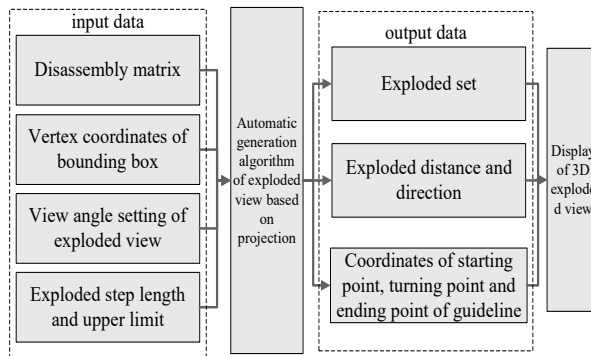 input data
Disassembly matrix
Vertex coordinates of
bounding box
View angle setting of
exploded view
Exploded step length
and upper limit
Automatic
generation
algorithm
of exploded
view based
on
projection
output data
Exploded set
Exploded distance and
direction
Coordinates of starting
point, turning point and
ending point of guideline
Display
of 3D
explode
d view